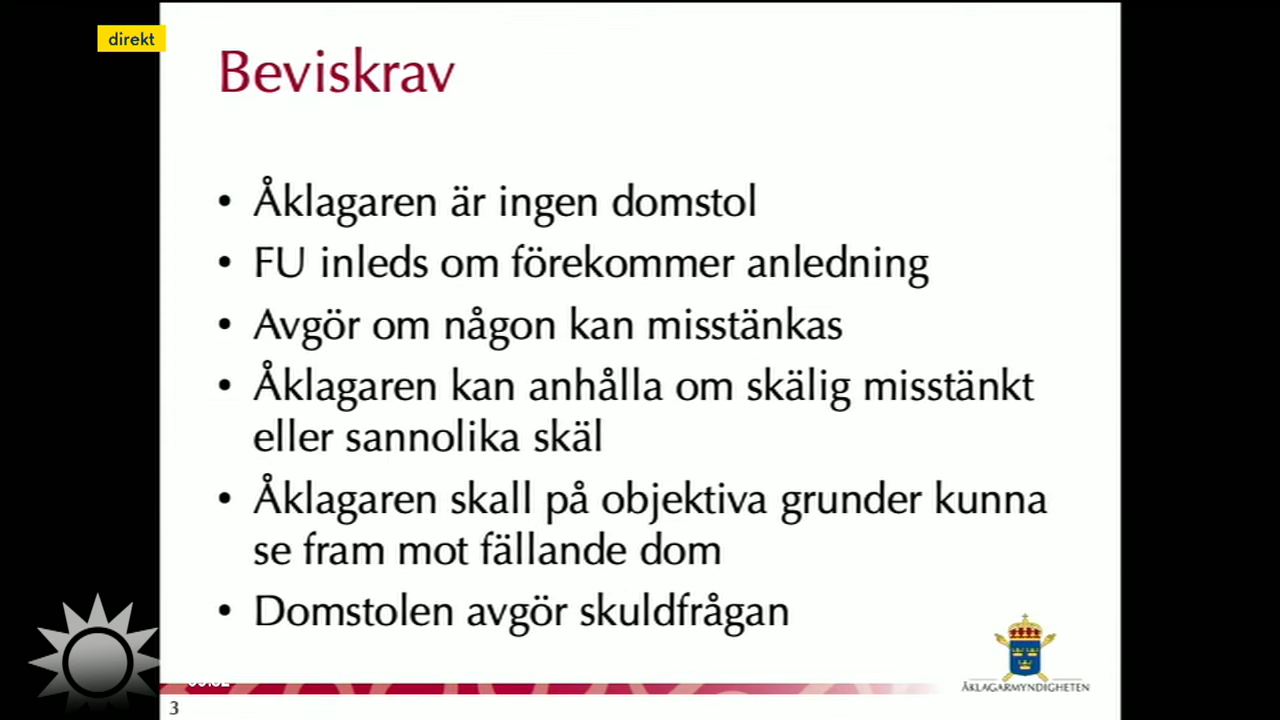 direkt
Beviskrav
• Åklagaren är ingen domstol
• FU inleds om förekommer anledning
• Avgör om någon kan misstänkas
• Åklagaren kan anhålla om skälig misstänkt
eller sannolika skäl
• Åklagaren skall på objektiva grunder kunna
se fram mot fällande dom
• Domstolen avgör skuldfrågan
ÅKLAGARMYNDIGHETEN
3